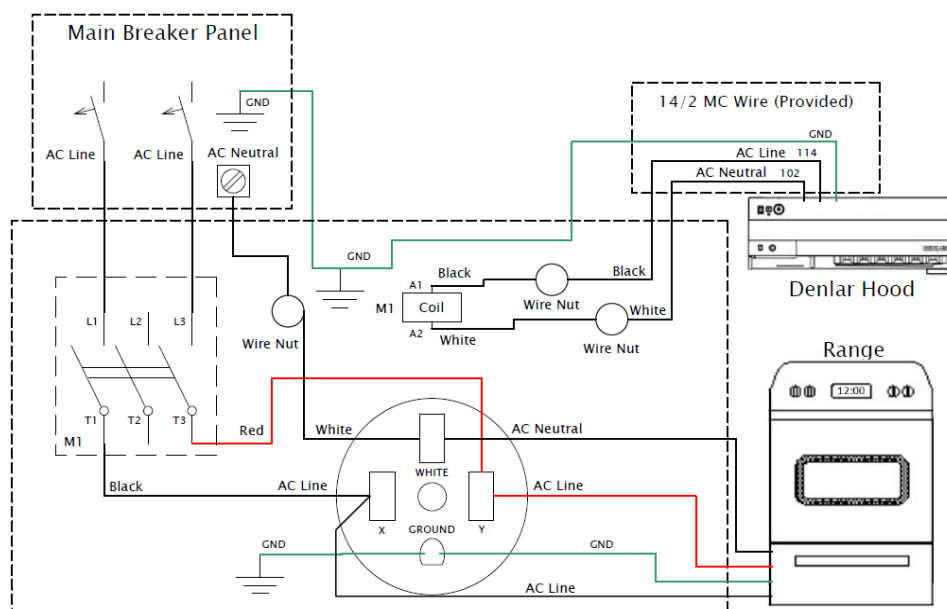 Main Breaker Panel
GND
AC Line
AC Line
AC Neutral
14/2 MC Wire (Provided)
GND
AC Line 114
AC Neutral 102
Denlar Hood
GND
Black
A1
M1
Coil
A2
White
Wire Nut
Black
White
Wire Nut
L1
L2
L3
Wire Nut
T1
T2
T3
M1
Red
Range
12:00
White
WHITE
AC Neutral
Black
AC Line
X
GROUND
Y
AC Line
GND
GND
AC Line